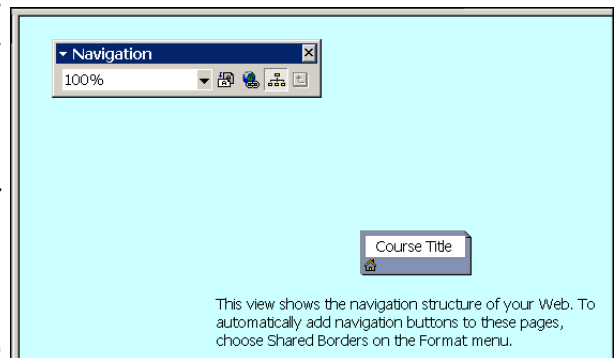 Navigation
100%
Course Title
This view shows the navigation structure of your Web. To
automatically add navigation buttons to these pages,
choose Shared Borders on the Format menu.